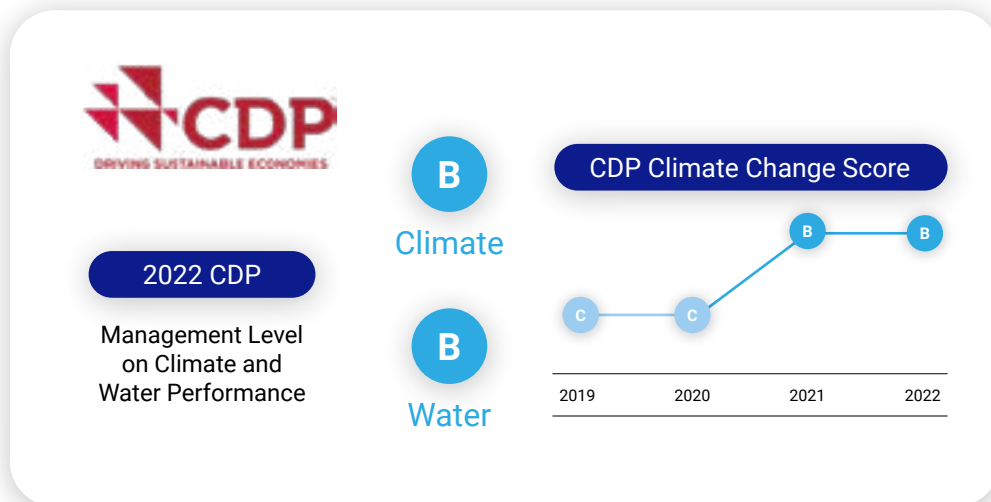 CDP
DRIVING SUSTAINABLE ECONOMIES
2022 CDP
Management Level
on Climate and
Water Performance
B
Climate
B
Water
CDP Climate Change Score
C
C
B
B
2019
2020
2021
2022